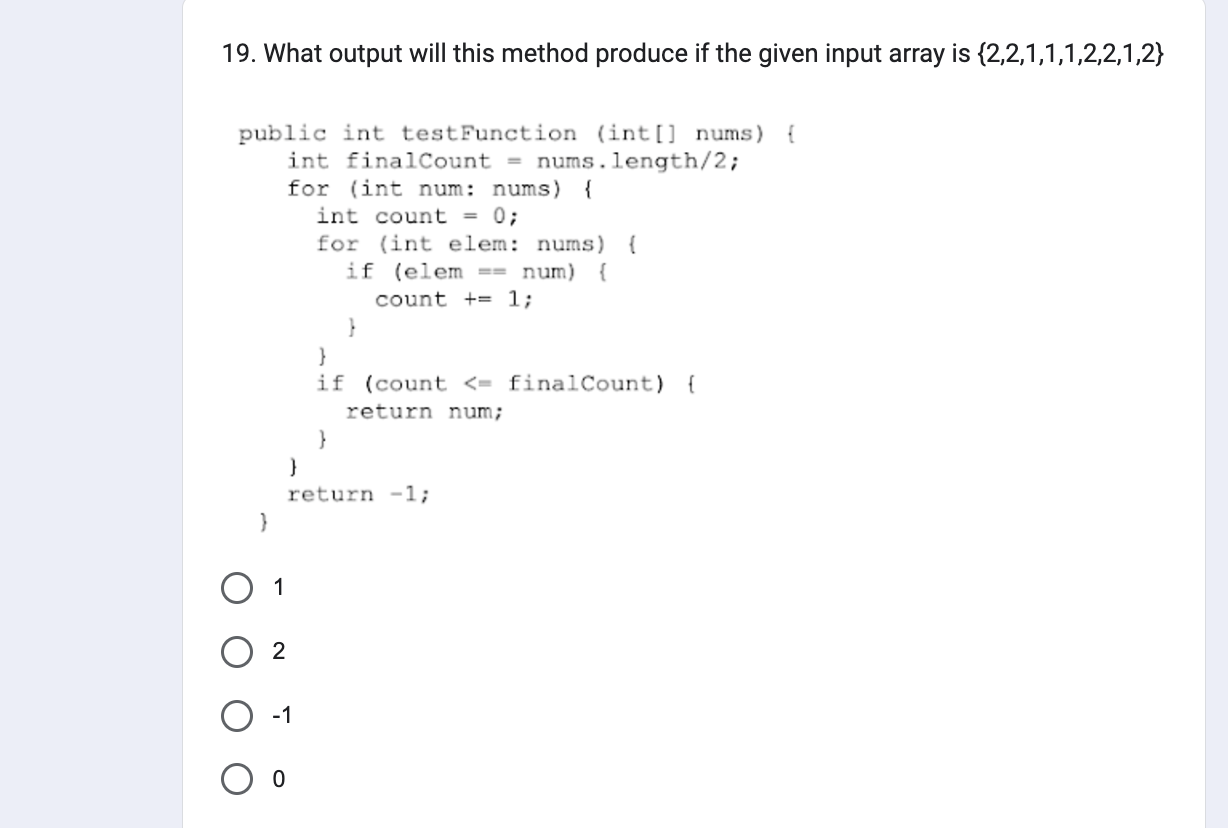 19. What output will this method produce if the given input array is {2,2,1,1,1,2,2,1,2}
public int testFunction (int[] nums) {
int finalCount = nums.length/2;
for (int num: nums) {
int count = 0;
for (int elem: nums) {
if (elem == num) {
count += 1;
}
}
if (count <= finalCount) {
return num;
}
}
return -1;
}
1
2
-1
0